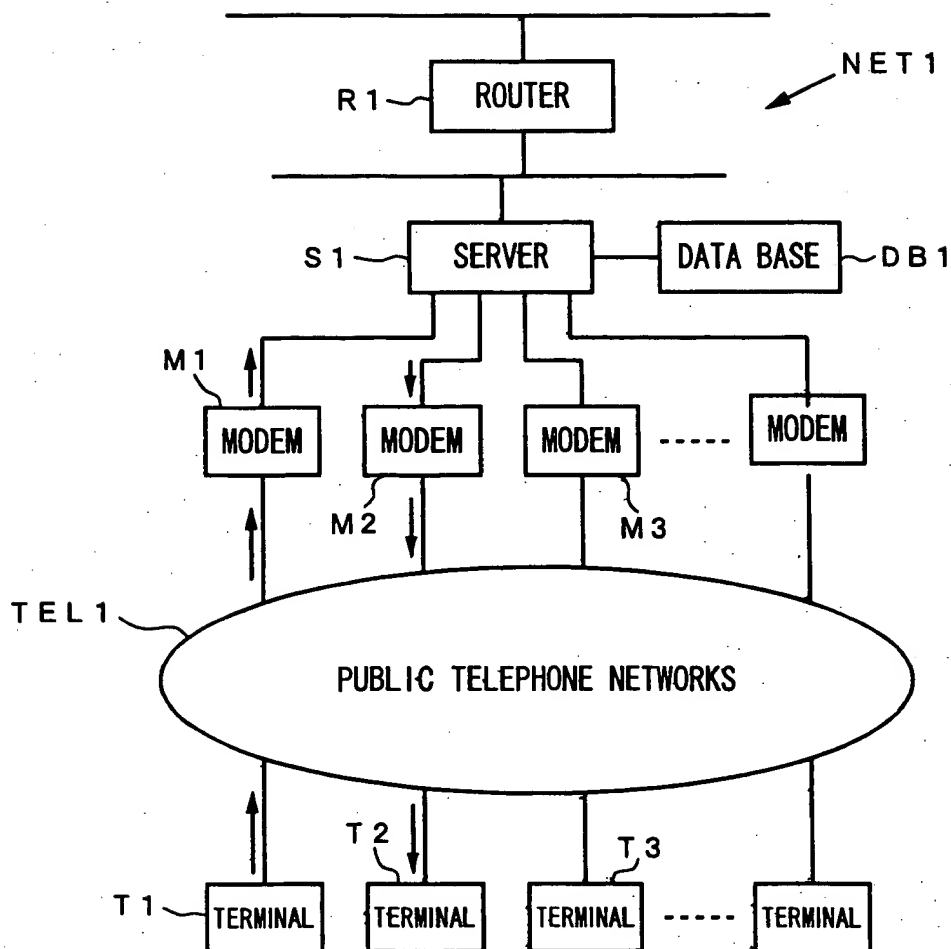 NET1
R1
ROUTER
S1
SERVER
DATA BASE
DB1
M1
MODEM
MODEM
MODEM
MODEM
M2
M3
TEL1
PUBLIC TELEPHONE NETWORKS
T2
T3
T1
TERMINAL
TERMINAL
TERMINAL
TERMINAL